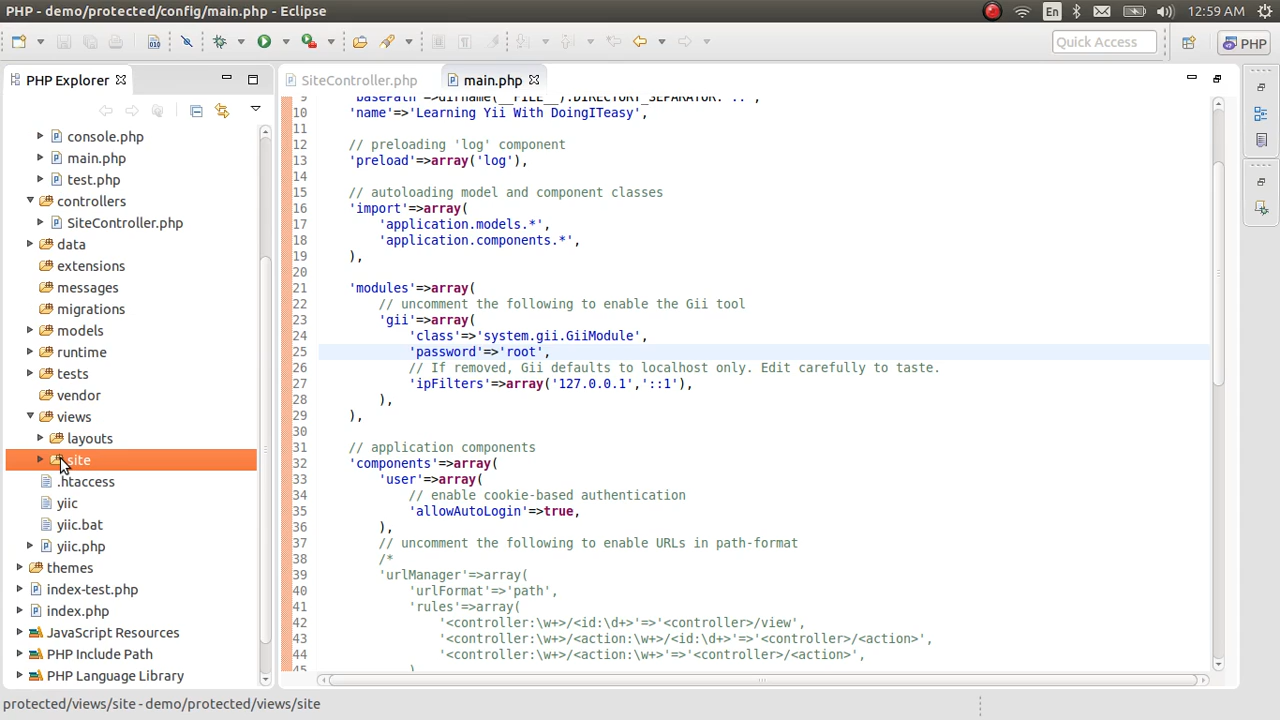 PHP - demo/protected/config/main.php - Eclipse
En
12:59 AM
Quick Access
PHP
PHP Explorer
SiteController.php
main.php
console.php
main.php
test.php
controllers
SiteController.php
data
extensions
messages
migrations
models
runtime
tests
vendor
views
layouts
site
.htaccess
yiic
yiic.bat
yiic.php
themes
index-test.php
index.php
JavaScript Resources
PHP Include Path
PHP Language Library
9 'basePath'=>dirname(__FILE__).DIRECTORY_SEPARATOR.'..',
10 'name'=>'Learning Yii With DoingITeasy',
11
12 // preloading 'log' component
13 'preload'=>array('log'),
14
15 // autoloading model and component classes
16 'import'=>array(
17 'application.models.*',
18 'application.components.*',
19 ),
20
21 'modules'=>array(
22 // uncomment the following to enable the Gii tool
23 'gii'=>array(
24 'class'=>'system.gii.GiiModule',
25 'password'=>'root',
26 // If removed, Gii defaults to localhost only. Edit carefully to taste.
27 'ipFilters'=>array('127.0.0.1','::1'),
28 ),
29 ),
30
31 // application components
32 'components'=>array(
33 'user'=>array(
34 // enable cookie-based authentication
35 'allowAutoLogin'=>true,
36 ),
37 // uncomment the following to enable URLs in path-format
38 /*
39 'urlManager'=>array(
40 'urlFormat'=>'path',
41 'rules'=>array(
42 '<controller:\w+>/<id:\d+>'=>'<controller>/view',
43 '<controller:\w+>/<action:\w+>/<id:\d+>'=>'<controller>/<action>',
44 '<controller:\w+>/<action:\w+>'=>'<controller>/<action>',
45 )
protected/views/site - demo/protected/views/site